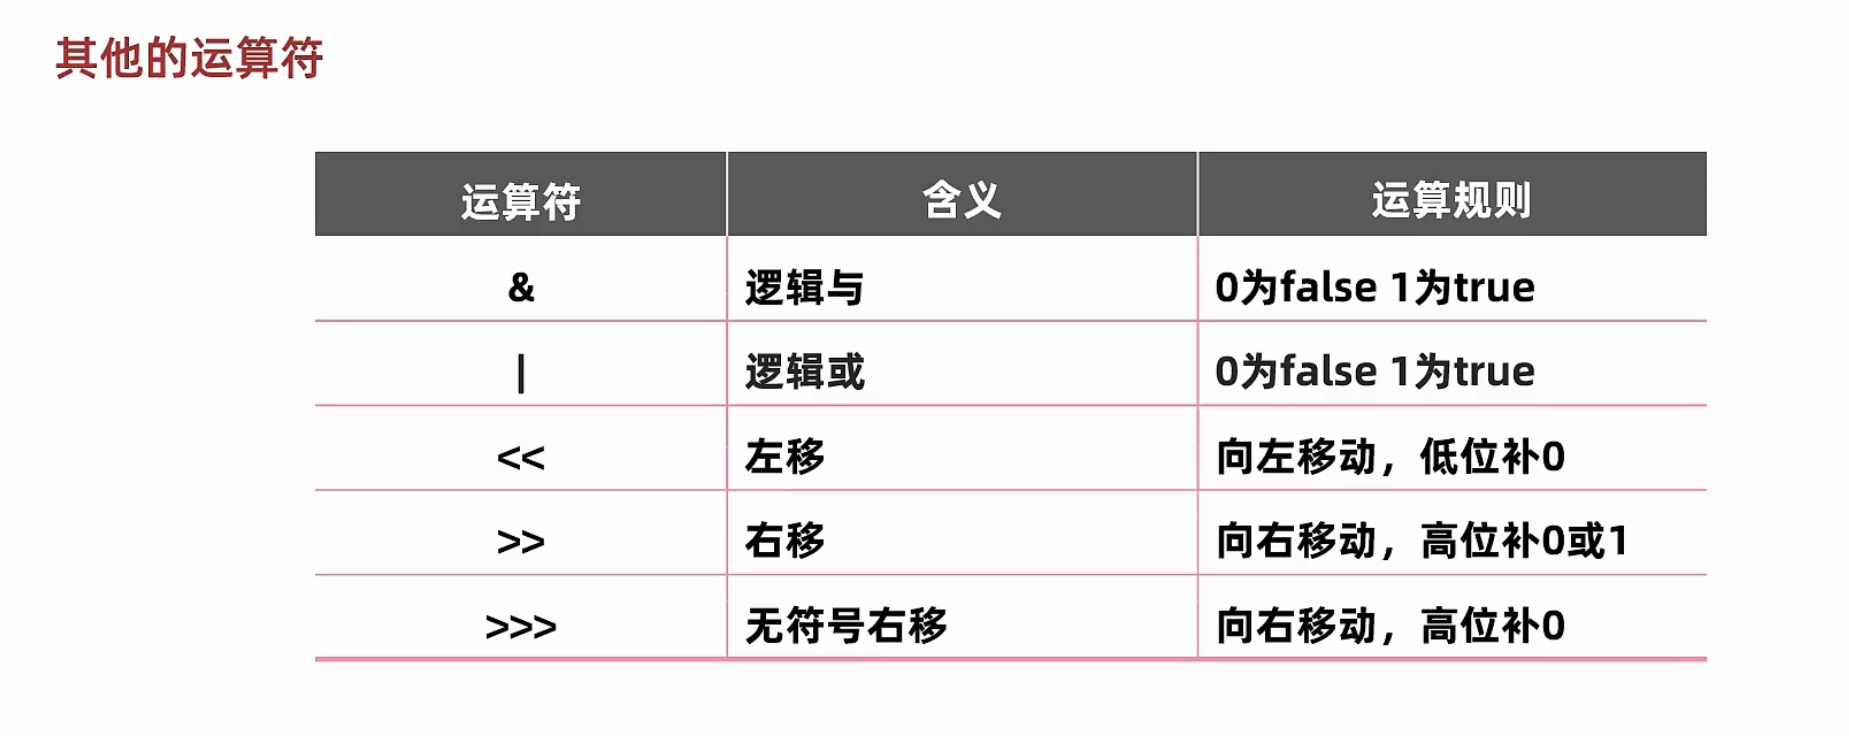 其他的运算符
运算符 含义 运算规则
& 逻辑与 0为false 1为true
| 逻辑或 0为false 1为true
<< 左移 向左移动，低位补0
>> 右移 向右移动，高位补0或1
>>> 无符号右移 向右移动，高位补0